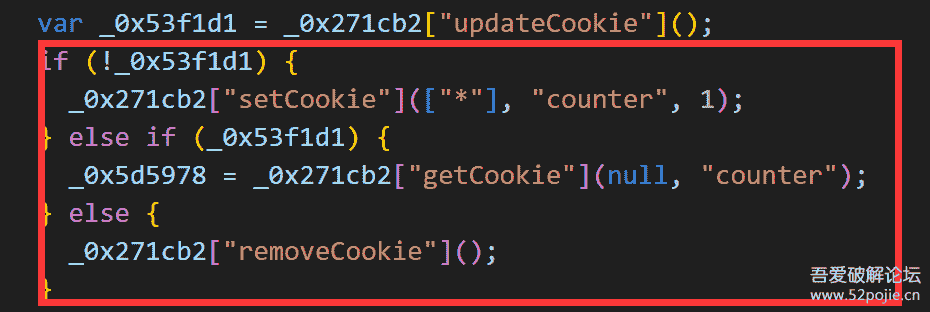 var _0x53f1d1 = _0x271cb2["updateCookie"]();
if (!_0x53f1d1) {
  _0x271cb2["setCookie"](["*"], "counter", 1);
} else if (_0x53f1d1) {
  _0x5d5978 = _0x271cb2["getCookie"](null, "counter");
} else {
  _0x271cb2["removeCookie"]();
}
吾爱破解论坛
www.52pojie.cn